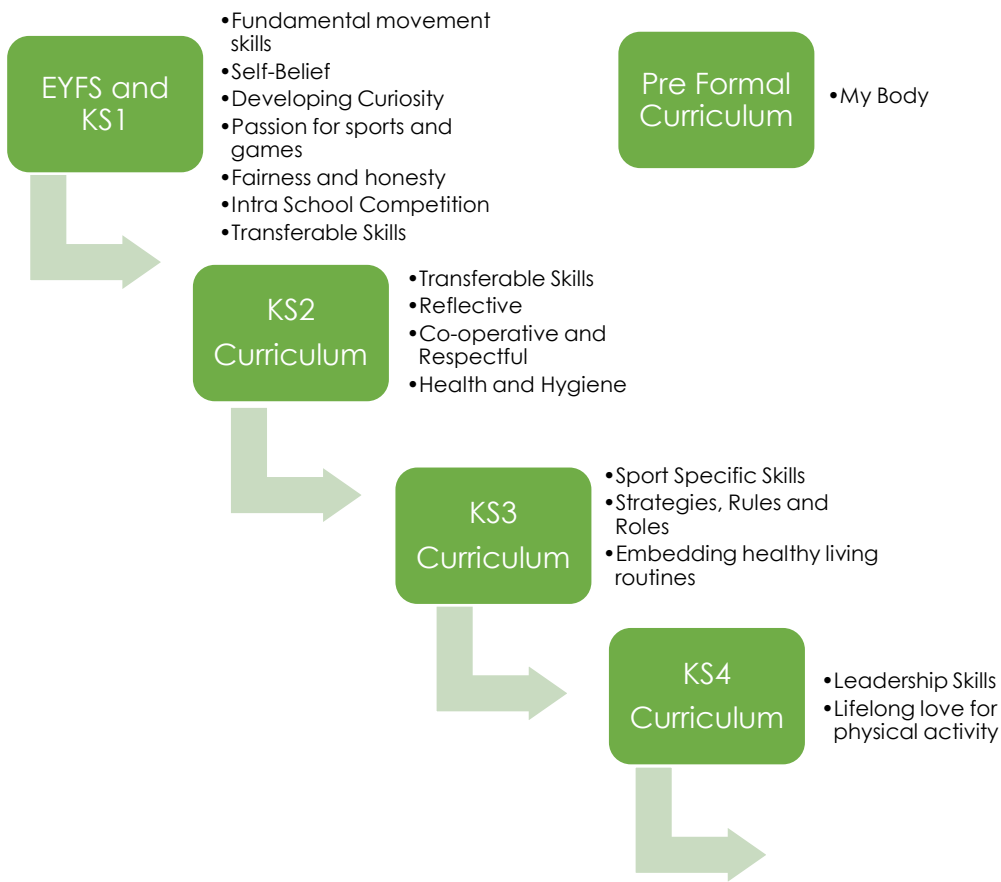 EYFS and
KS1
•Fundamental movement
skills
•Self-Belief
•Developing Curiosity
•Passion for sports and
games
•Fairness and honesty
•Intra School Competition
•Transferable Skills
Pre Formal
Curriculum
•My Body
KS2
Curriculum
•Transferable Skills
•Reflective
•Co-operative and
Respectful
•Health and Hygiene
KS3
Curriculum
•Sport Specific Skills
•Strategies, Rules and
Roles
•Embedding healthy living
routines
KS4
Curriculum
•Leadership Skills
•Lifelong love for
physical activity